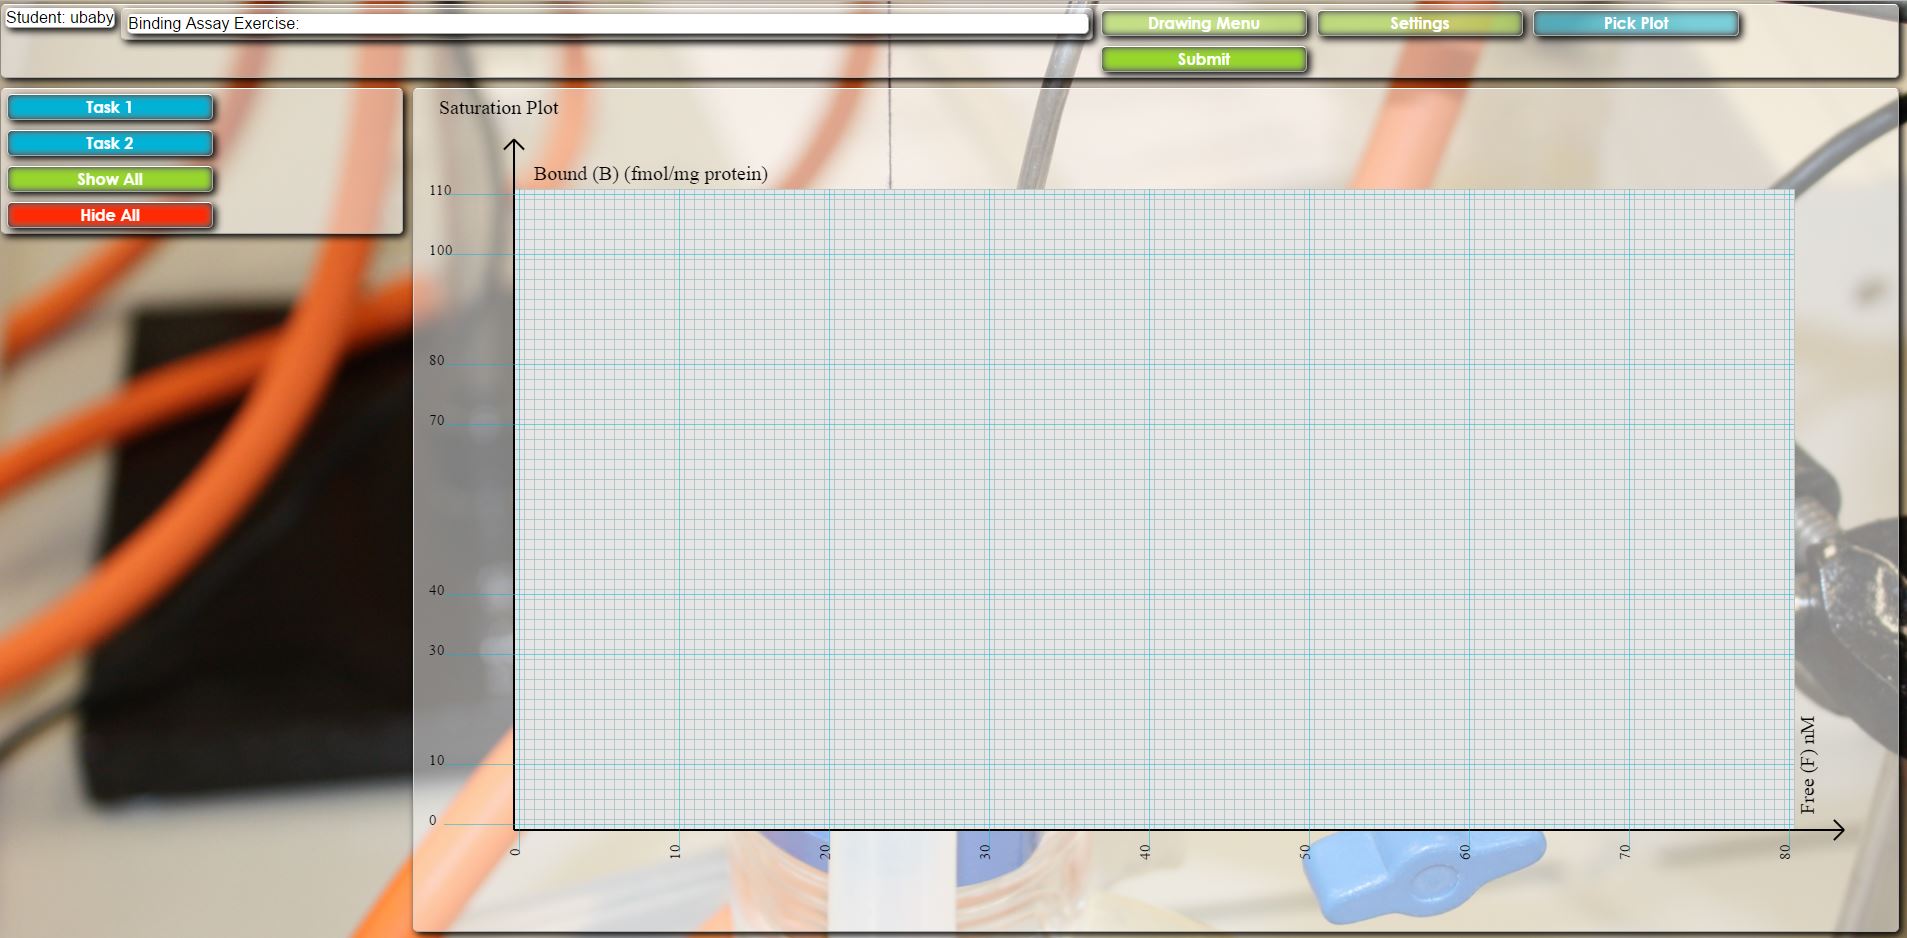 Student: ubaby
Binding Assay Exercise:
Drawing Menu
Settings
Pick Plot
Submit
Task 1
Task 2
Show All
Hide All
Saturation Plot
Bound (B) (fmol/mg protein)
110
100
80
70
40
30
10
0
0 10 20 30 40 50 60 70 80
Free (F) nM